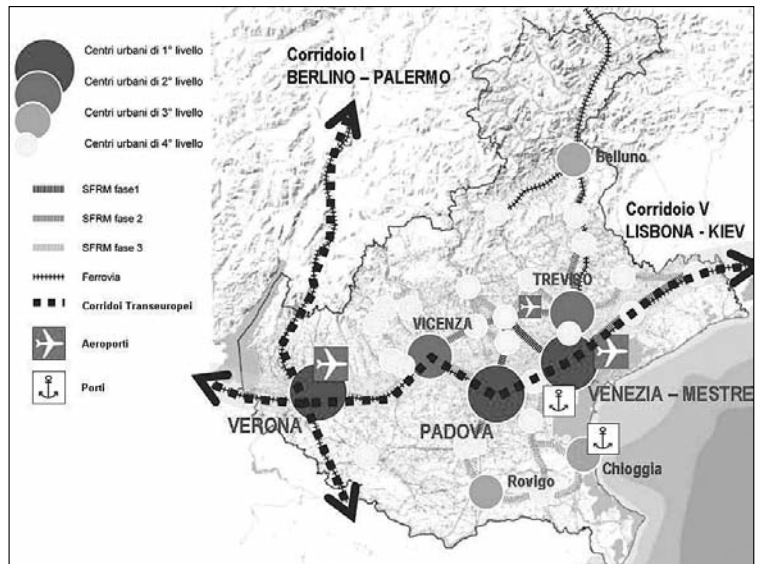 Centri urbani di 1° livello
Centri urbani di 2° livello
Centri urbani di 3° livello
Centri urbani di 4° livello
SFRM fase1
SFRM fase 2
SFRM fase 3
Ferrovia
Corridoi Transeuropei
Aeroporti
Porti
Corridoio I
BERLINO – PALERMO
Belluno
Corridoio V
LISBONA - KIEV
TREVISO
VICENZA
VENEZIA – MESTRE
VERONA
PADOVA
Chioggia
Rovigo